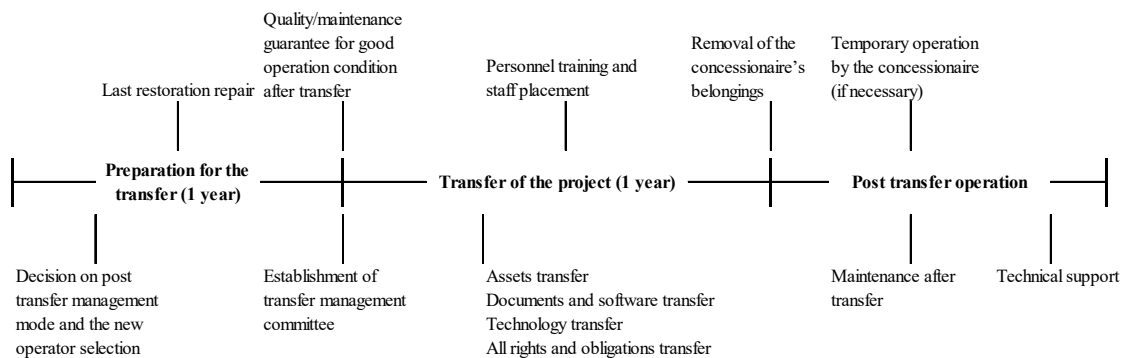 Quality/maintenance
guarantee for good
operation condition
after transfer
Last restoration repair
Personnel training and
staff placement
Removal of the
concessionaire's
belongings
Temporary operation
by the concessionaire
(if necessary)
Preparation for the
transfer (1 year)
Transfer of the project (1 year)
Post transfer operation
Decision on post
transfer management
mode and the new
operator selection
Establishment of
transfer management
committee
Assets transfer
Documents and software transfer
Technology transfer
All rights and obligations transfer
Maintenance after
transfer
Technical support